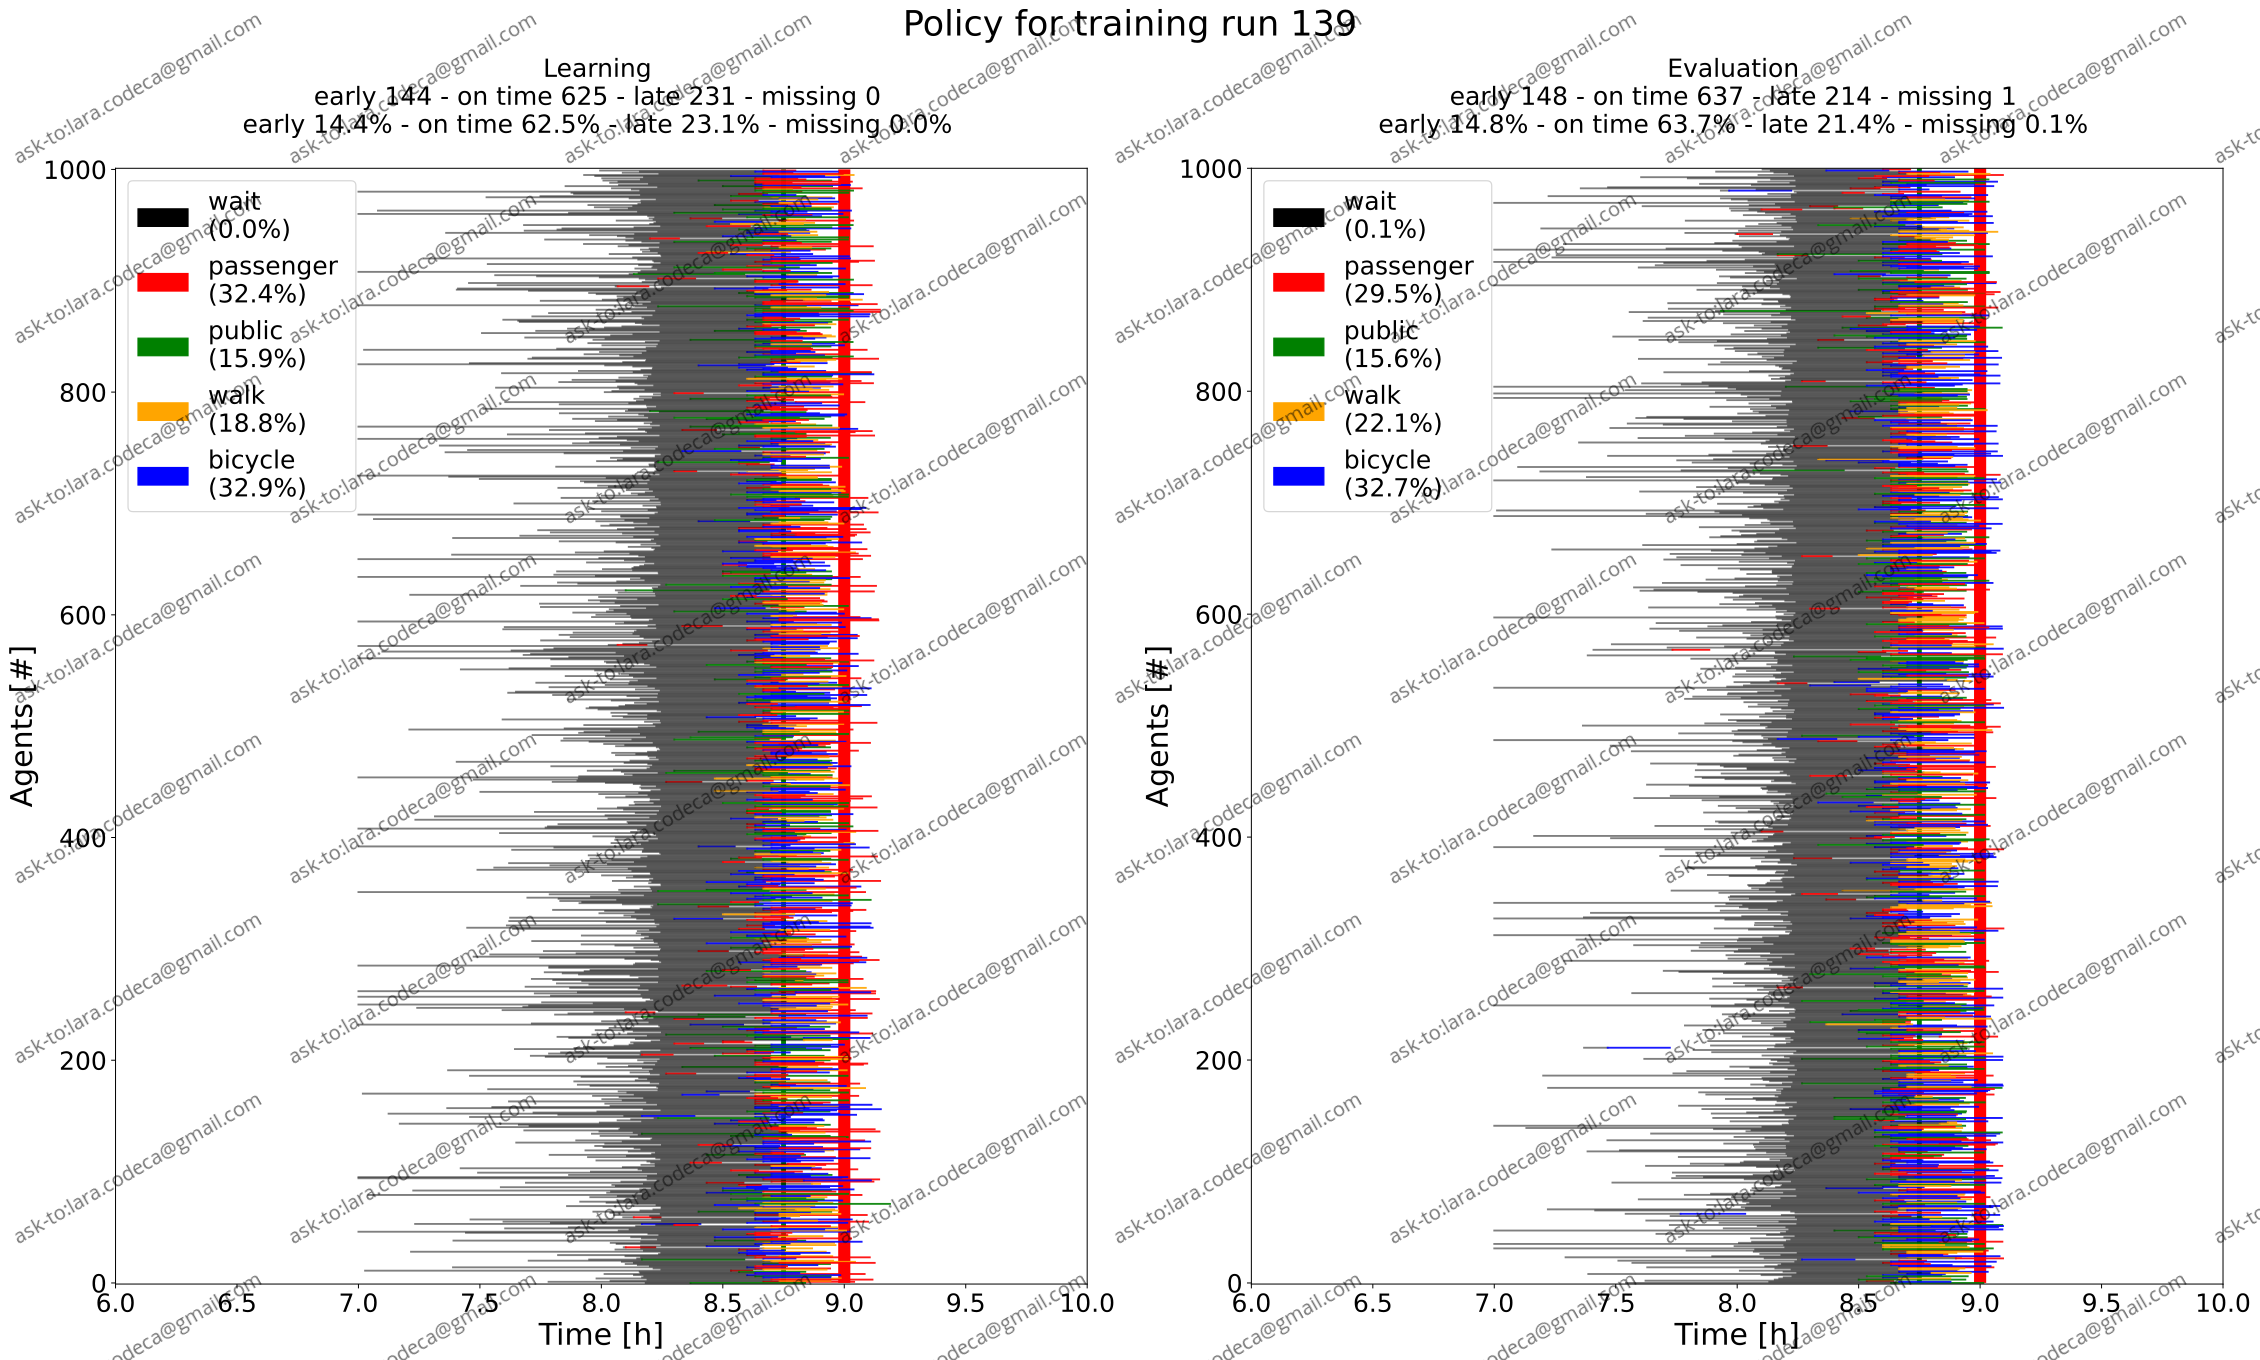 Policy for training run 139
Learning
early 144 - on time 625 - late 231 - missing 0
early 14.4% - on time 62.5% - late 23.1% - missing 0.0%
1000
800
600
400
200
0
Agents [#]
wait
(0.0%)
passenger
(32.4%)
public
(15.9%)
walk
(18.8%)
bicycle
(32.9%)
6.0 6.5 7.0 7.5 8.0 8.5 9.0 9.5 10.0
Time [h]
Evaluation
early 148 - on time 637 - late 214 - missing 1
early 14.8% - on time 63.7% - late 21.4% - missing 0.1%
1000
800
600
400
200
0
Agents [#]
wait
(0.1%)
passenger
(29.5%)
public
(15.6%)
walk
(22.1%)
bicycle
(32.7%)
6.0 6.5 7.0 7.5 8.0 8.5 9.0 9.5 10.0
Time [h]
ask-to:lara.codeca@gmail.com